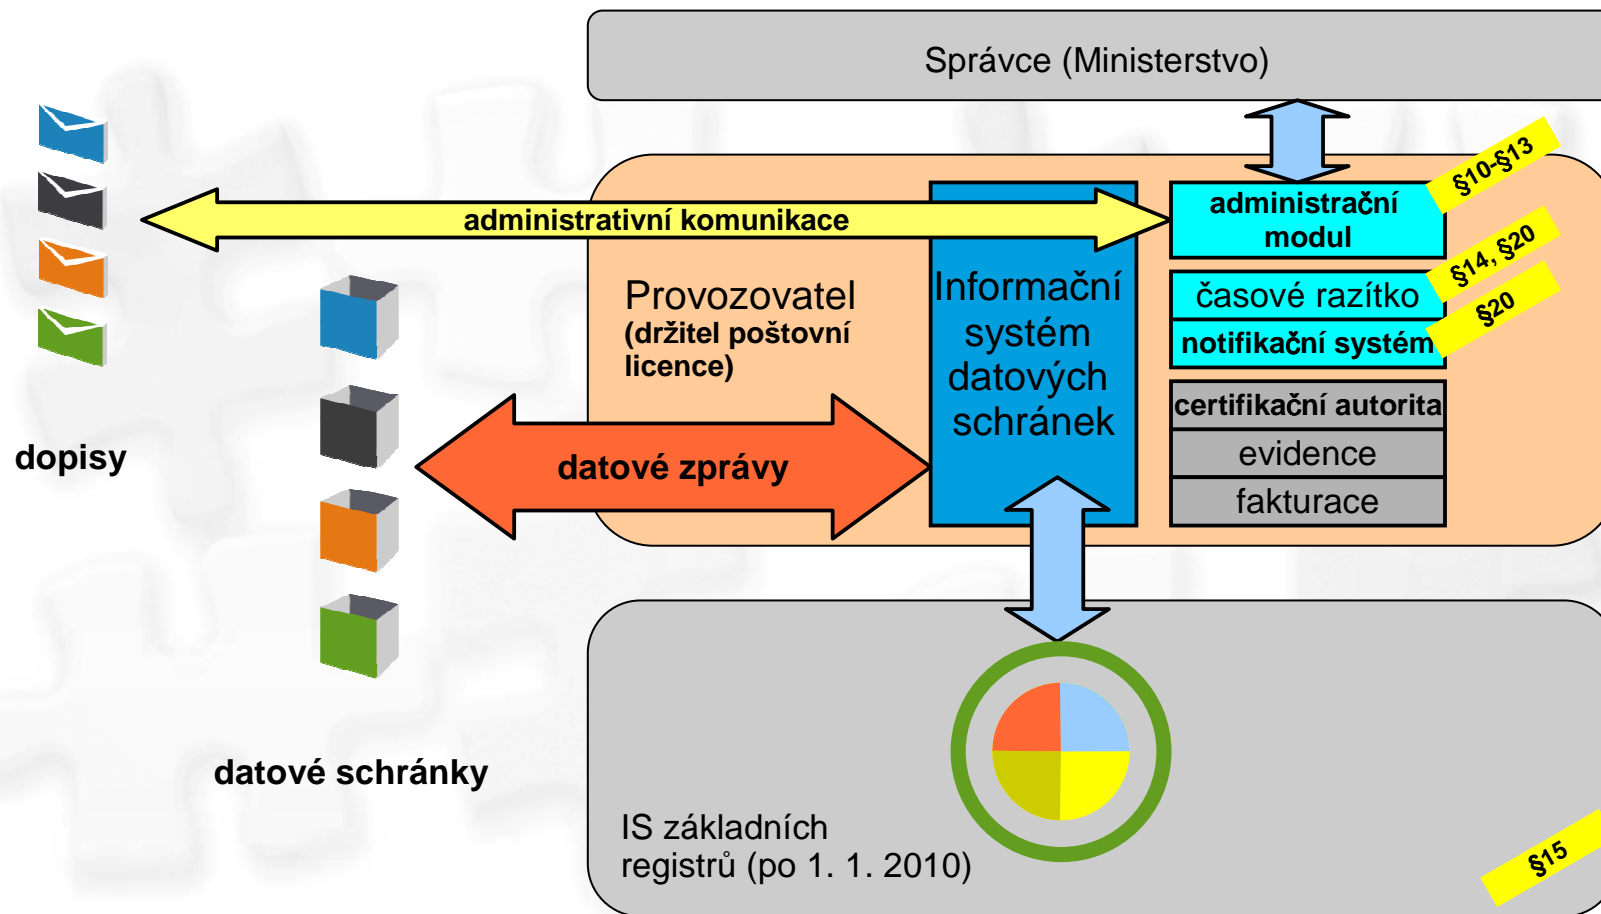 Správce (Ministerstvo)
§10-§13
administrativní komunikace
administrační
modul
§14, §20
Provozovatel
(držitel poštovní
licence)
Informační
systém
datových
schránek
časové razítko
§20
notifikační systém
certifikační autorita
evidence
fakturace
dopisy
datové zprávy
datové schránky
IS základních
registrů (po 1. 1. 2010)
§15